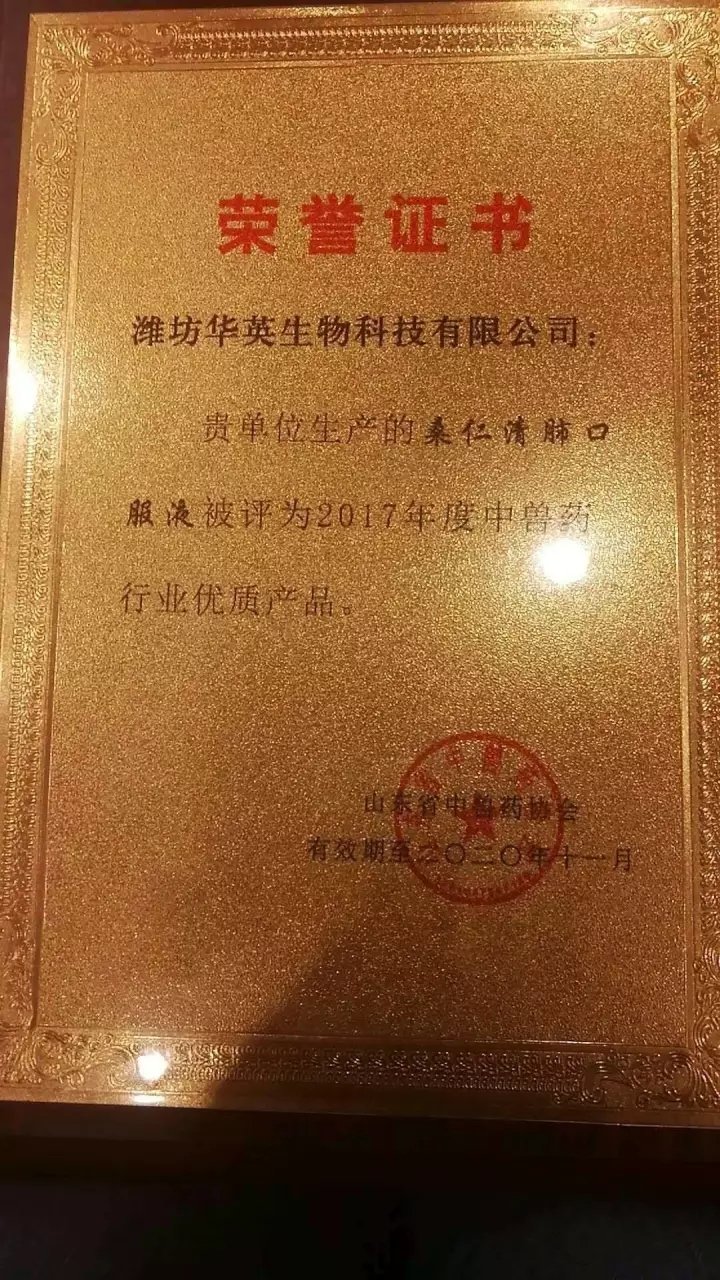 荣誉证书
潍坊华英生物科技有限公司：
贵单位生产的桑仁清肺口
服液被评为2017年度中兽药
行业优质产品。
山东省中兽药协会
有效期至二〇二〇年十一月